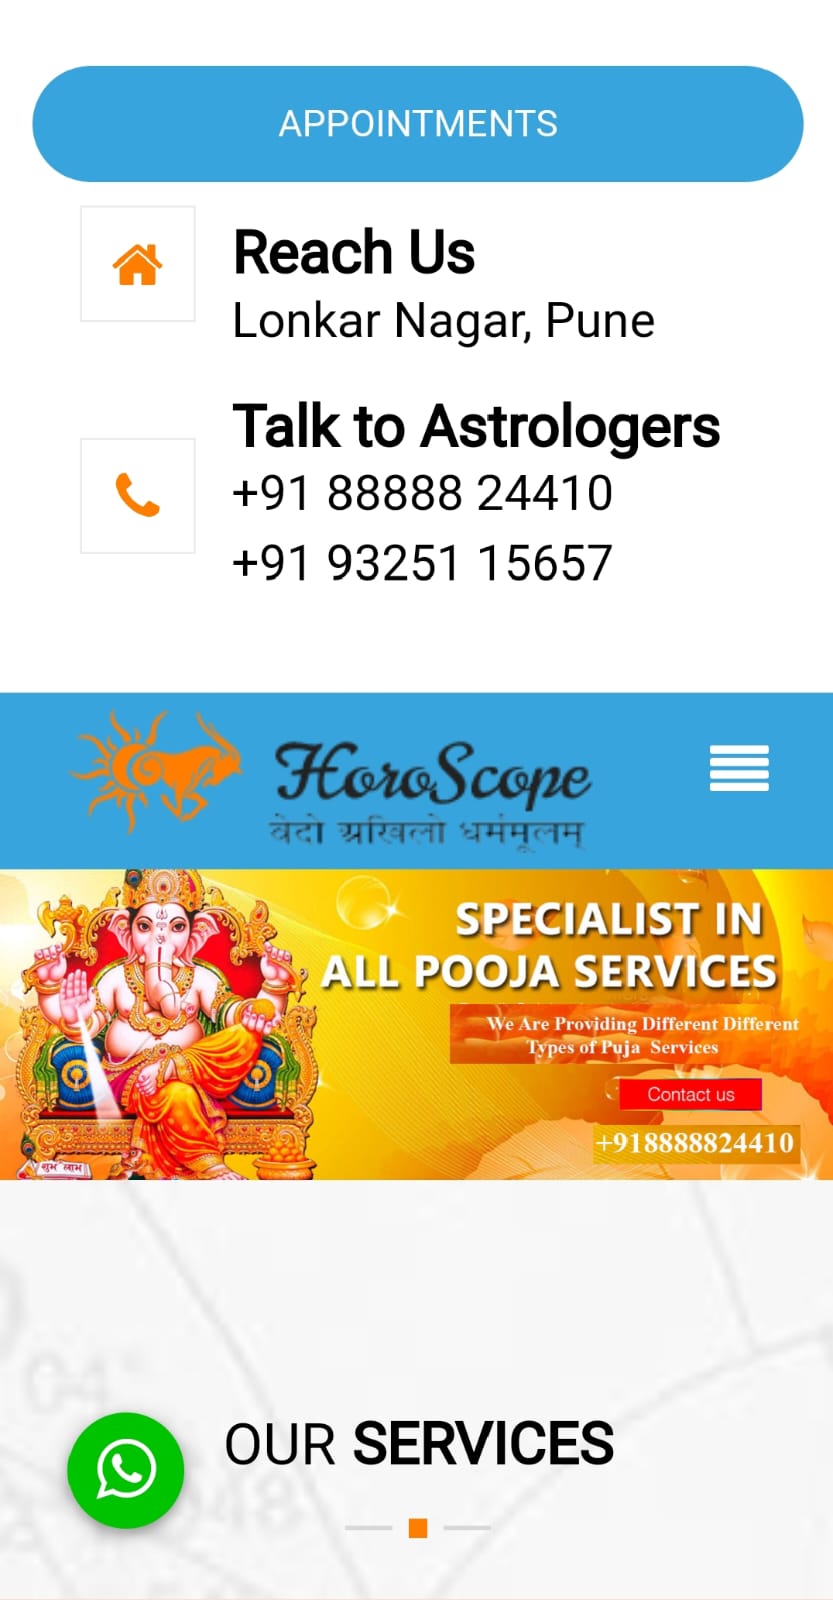 APPOINTMENTS
Reach Us
Lonkar Nagar, Pune
Talk to Astrologers
+91 88888 24410
+91 93251 15657
HoroScope
वेदो अखिलो धर्ममूलम्
SPECIALIST IN
ALL POOJA SERVICES
We Are Providing Different Different
Types of Puja Services
Contact us
+918888824410
शुभ लाभ
OUR SERVICES